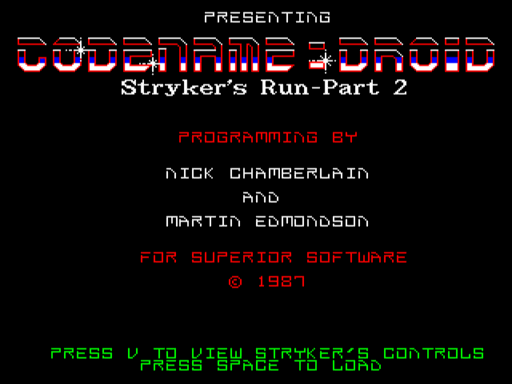 PRESENTING
CODENAME : DROID
Stryker's Run-Part 2
PROGRAMMING BY
NICK CHAMBERLAIN
AND
MARTIN EDMONDSON
FOR SUPERIOR SOFTWARE
© 1987
PRESS V TO VIEW STRYKER'S CONTROLS
PRESS SPACE TO LOAD